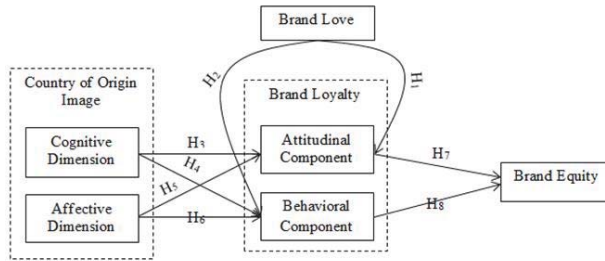 Brand Love
H2
H1
Country of Origin
Image
Brand Loyalty
Cognitive
Dimension
H3
H4
Attitudinal
Component
H7
H5
Brand Equity
Affective
Dimension
H6
Behavioral
Component
H8